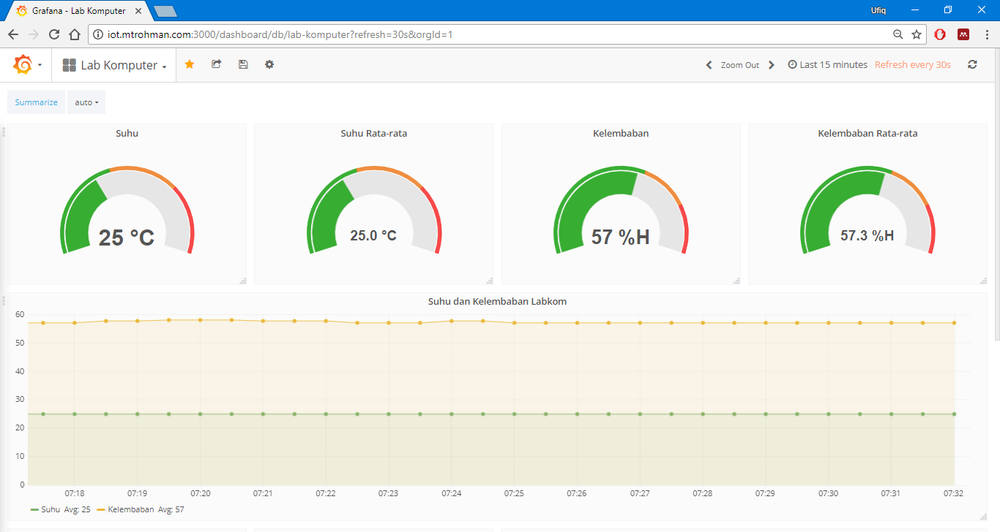 Grafana - Lab Komputer
Ufiq
iot.mtrohman.com:3000/dashboard/db/lab-komputer?refresh=30s&orgId=1
Lab Komputer
Zoom Out
Last 15 minutes
Refresh every 30s
Summarize
auto
Suhu
Suhu Rata-rata
Kelembaban
Kelembaban Rata-rata
25 °C
25.0 °C
57 %H
57.3 %H
Suhu dan Kelembaban Labkom
60
50
40
30
20
10
0
07:18 07:19 07:20 07:21 07:22 07:23 07:24 07:25 07:26 07:27 07:28 07:29 07:30 07:31 07:32
Suhu Avg: 25 Kelembaban Avg: 57